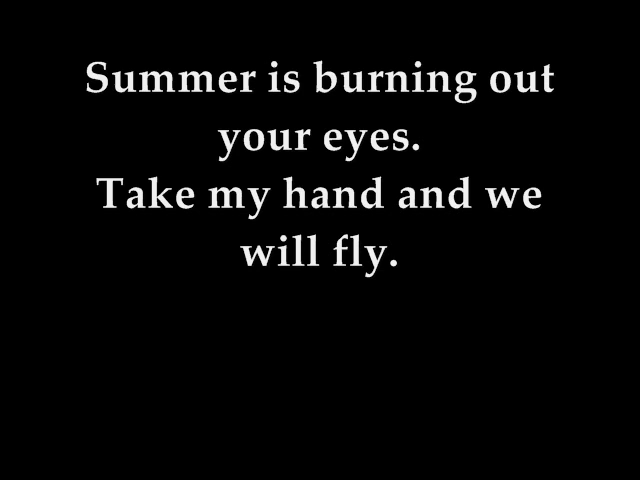 Summer is burning out
your eyes.
Take my hand and we
will fly.